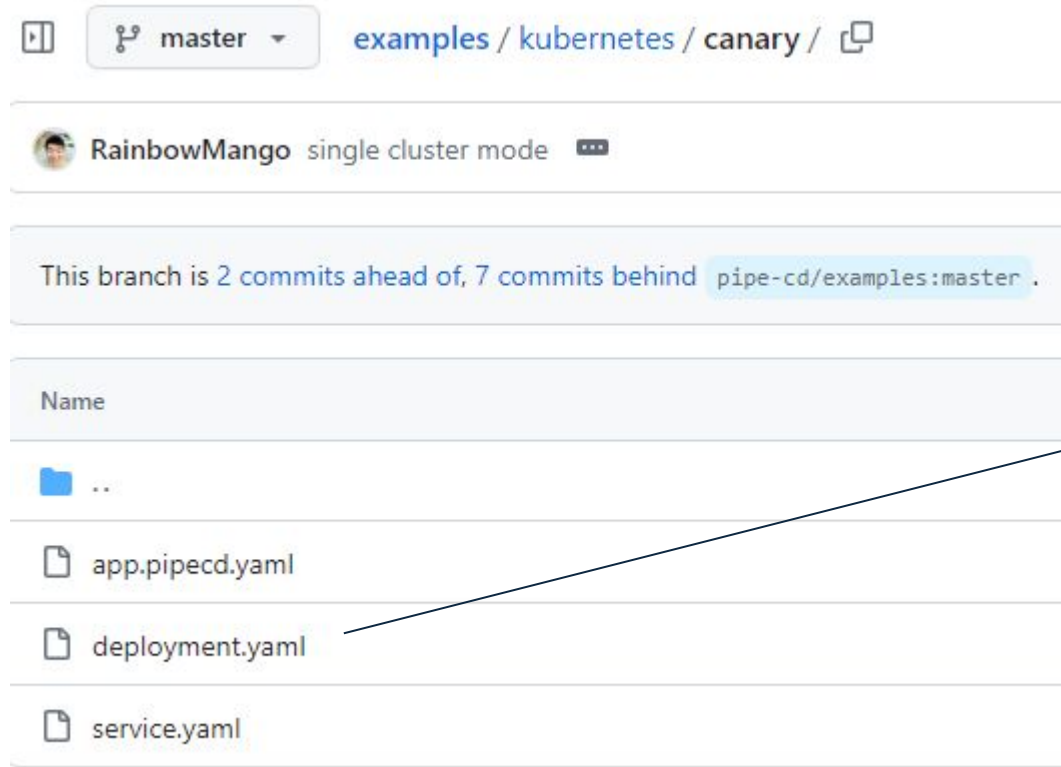 master examples / kubernetes / canary /
RainbowMango single cluster mode
This branch is 2 commits ahead of, 7 commits behind pipe-cd/examples:master .
Name
..
app.pipecd.yaml
deployment.yaml
service.yaml